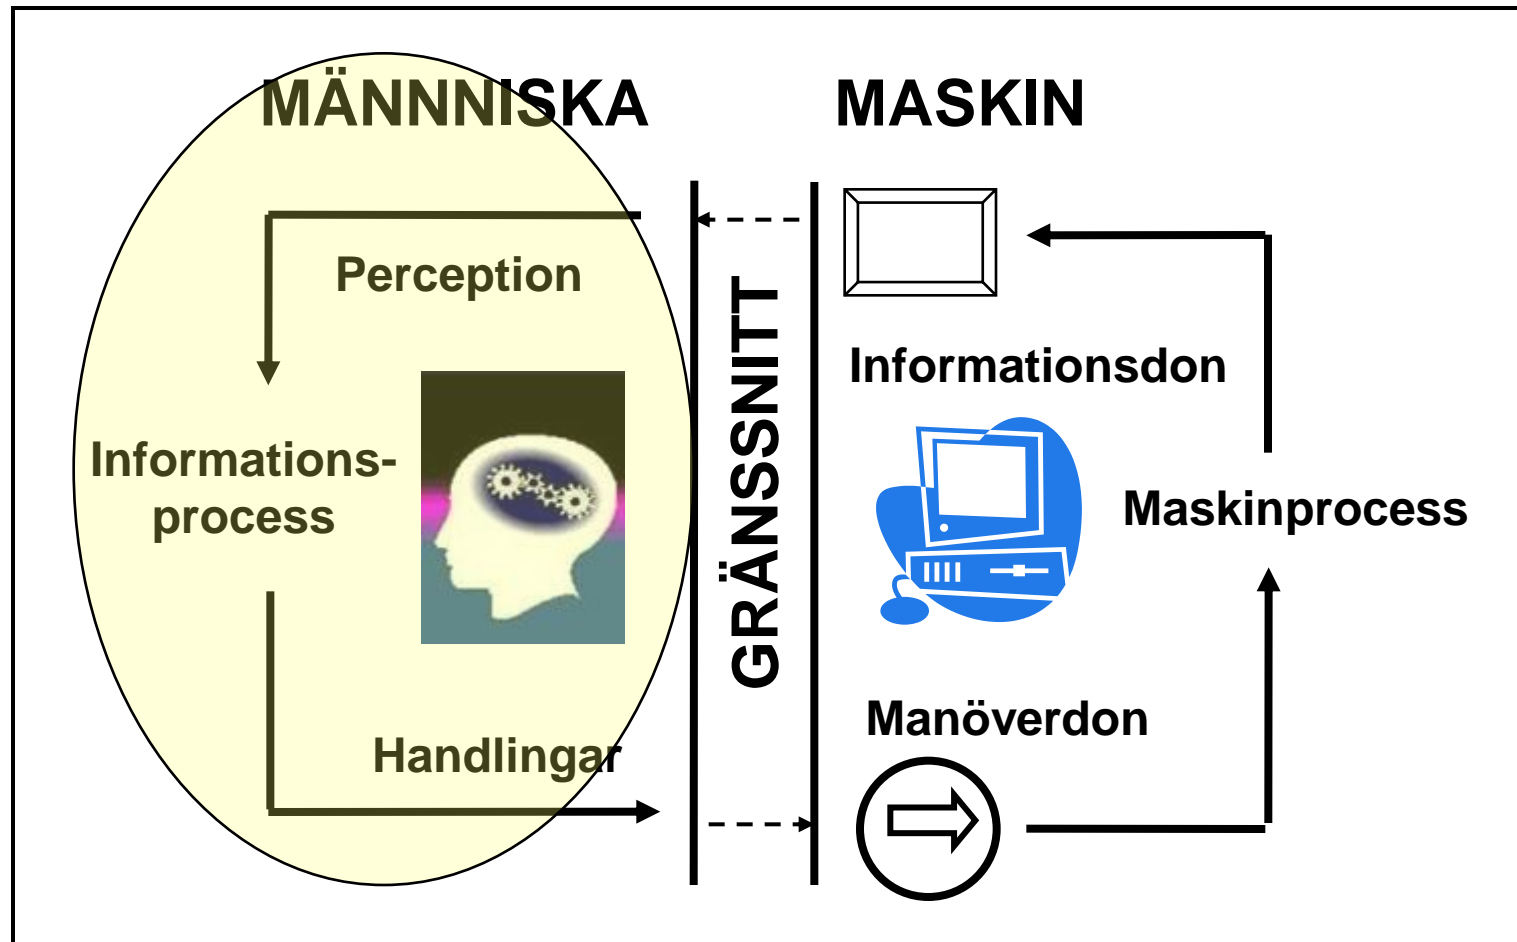 MÄNNNISKA
MASKIN
Perception
Informations-
process
Handlingar
GRÄNSSNITT
Informationsdon
Maskinprocess
Manöverdon